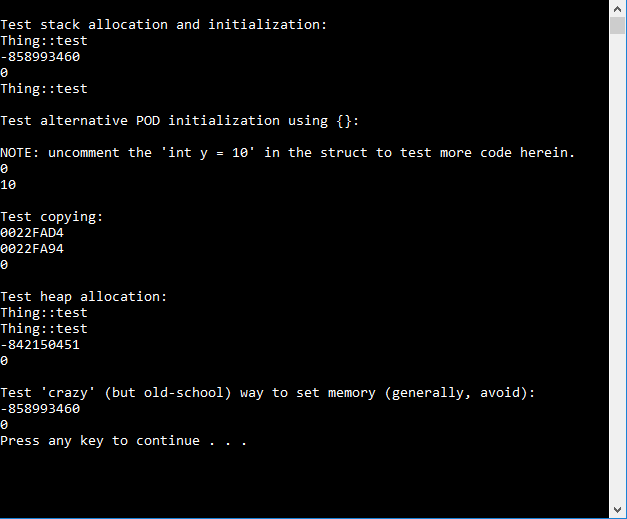 Test stack allocation and initialization:
Thing::test
-858993460
0
Thing::test
Test alternative POD initialization using {}:
NOTE: uncomment the 'int y = 10' in the struct to test more code herein.
0
10
Test copying:
0022FAD4
0022FA94
0
Test heap allocation:
Thing::test
Thing::test
-842150451
0
Test 'crazy' (but old-school) way to set memory (generally, avoid):
-858993460
0
Press any key to continue . . .